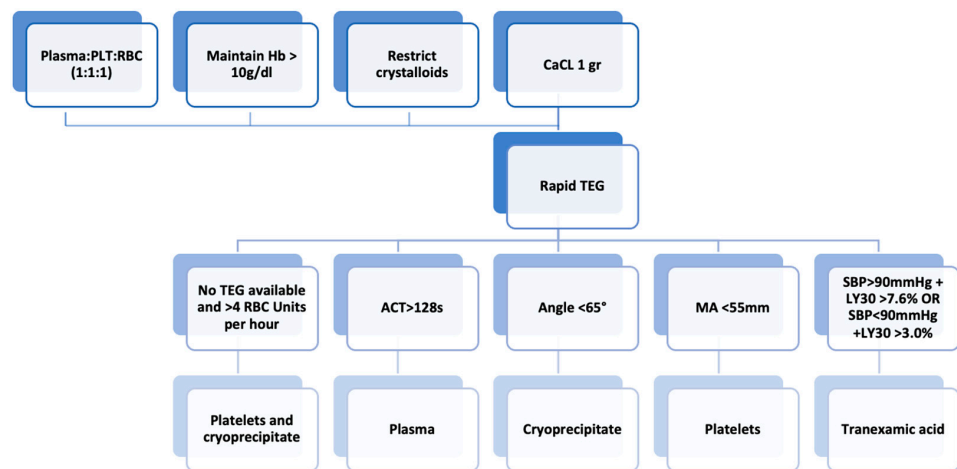 Plasma:PLT:RBC
(1:1:1)
Maintain Hb >
10g/dl
Restrict
crystalloids
CaCL 1 gr
Rapid TEG
No TEG available
and >4 RBC Units
per hour
ACT>128s
Angle <65°
MA <55mm
SBP>90mmHg +
LY30 >7.6% OR
SBP<90mmHg
+LY30 >3.0%
Platelets and
cryoprecipitate
Plasma
Cryoprecipitate
Platelets
Tranexamic acid